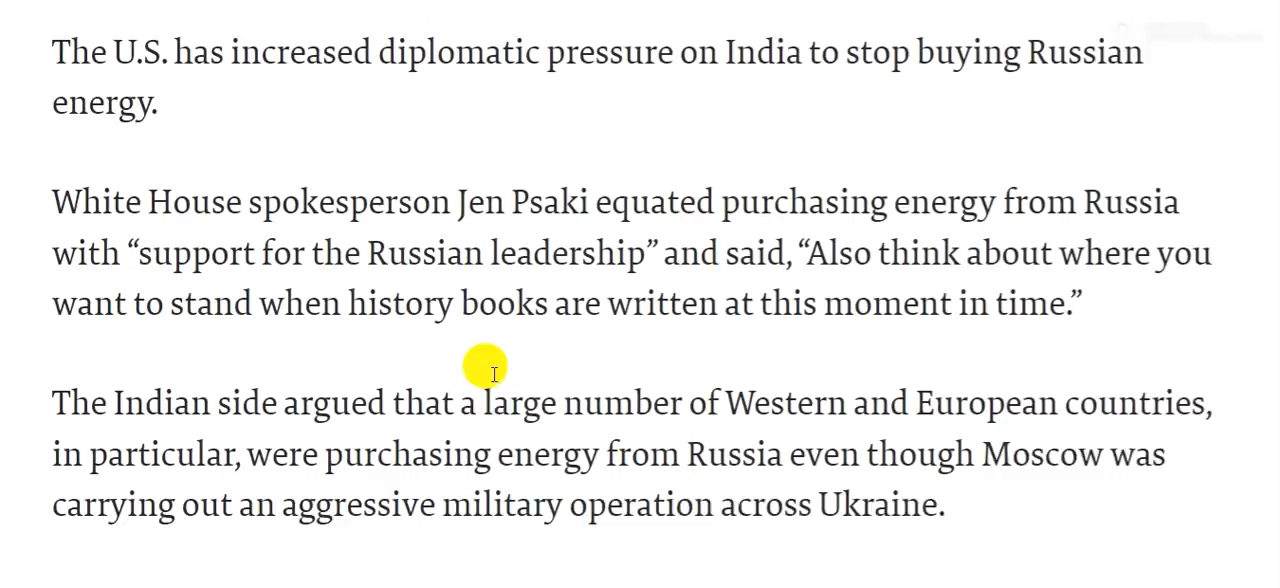 The U.S. has increased diplomatic pressure on India to stop buying Russian
energy.
White House spokesperson Jen Psaki equated purchasing energy from Russia
with “support for the Russian leadership” and said, “Also think about where you
want to stand when history books are written at this moment in time.”
The Indian side argued that a large number of Western and European countries,
in particular, were purchasing energy from Russia even though Moscow was
carrying out an aggressive military operation across Ukraine.